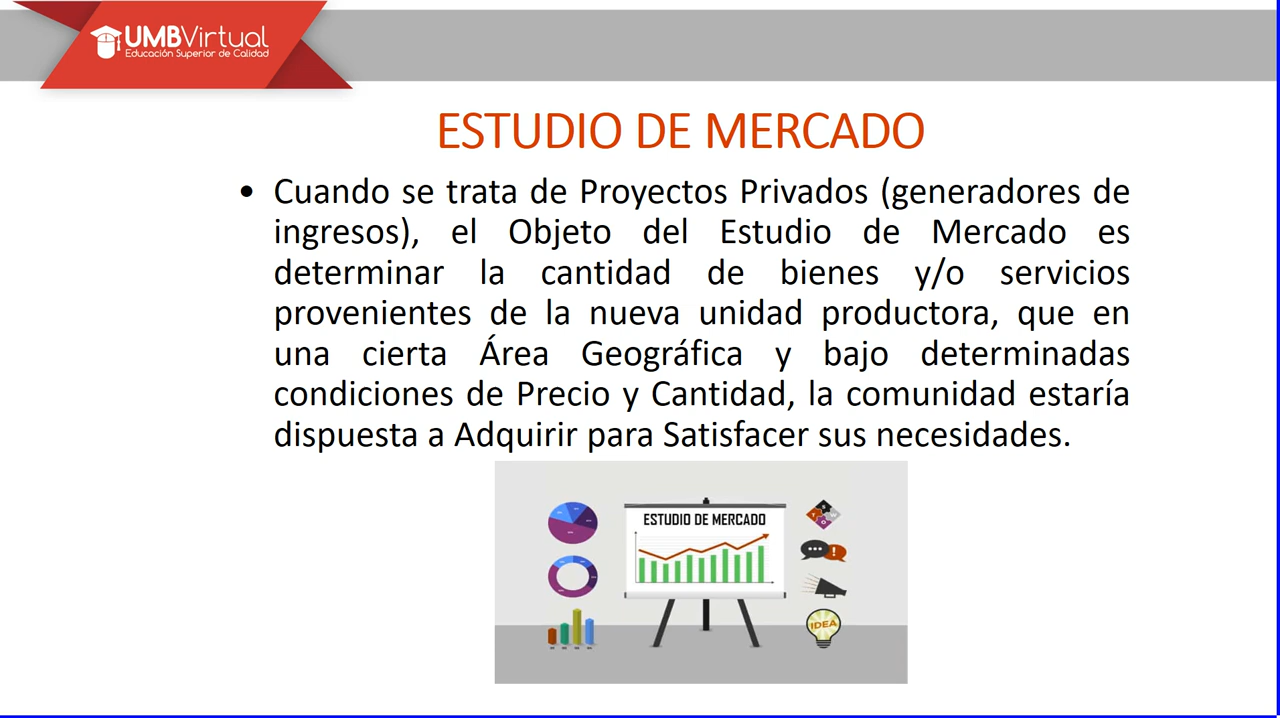 UMBVirtual
Educación Superior de Calidad
ESTUDIO DE MERCADO
• Cuando se trata de Proyectos Privados (generadores de
ingresos), el Objeto del Estudio de Mercado es
determinar la cantidad de bienes y/o servicios
provenientes de la nueva unidad productora, que en
una cierta Área Geográfica y bajo determinadas
condiciones de Precio y Cantidad, la comunidad estaría
dispuesta a Adquirir para Satisfacer sus necesidades.
ESTUDIO DE MERCADO
IDEA